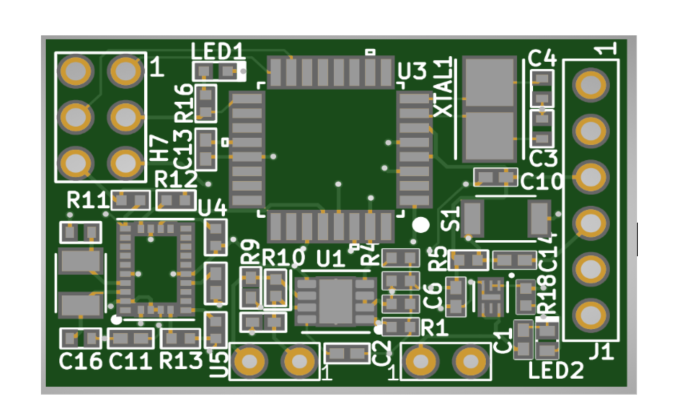 LED1
C4
1
1
U3
XTAL1
R16
C13
H7
C3
R12
C10
R11
U4
S1
R9
R10
U1
R4
R5
C14
C6
R18
R1
C1
C16
C11
R13
U5
C2
1
1
LED2
J1